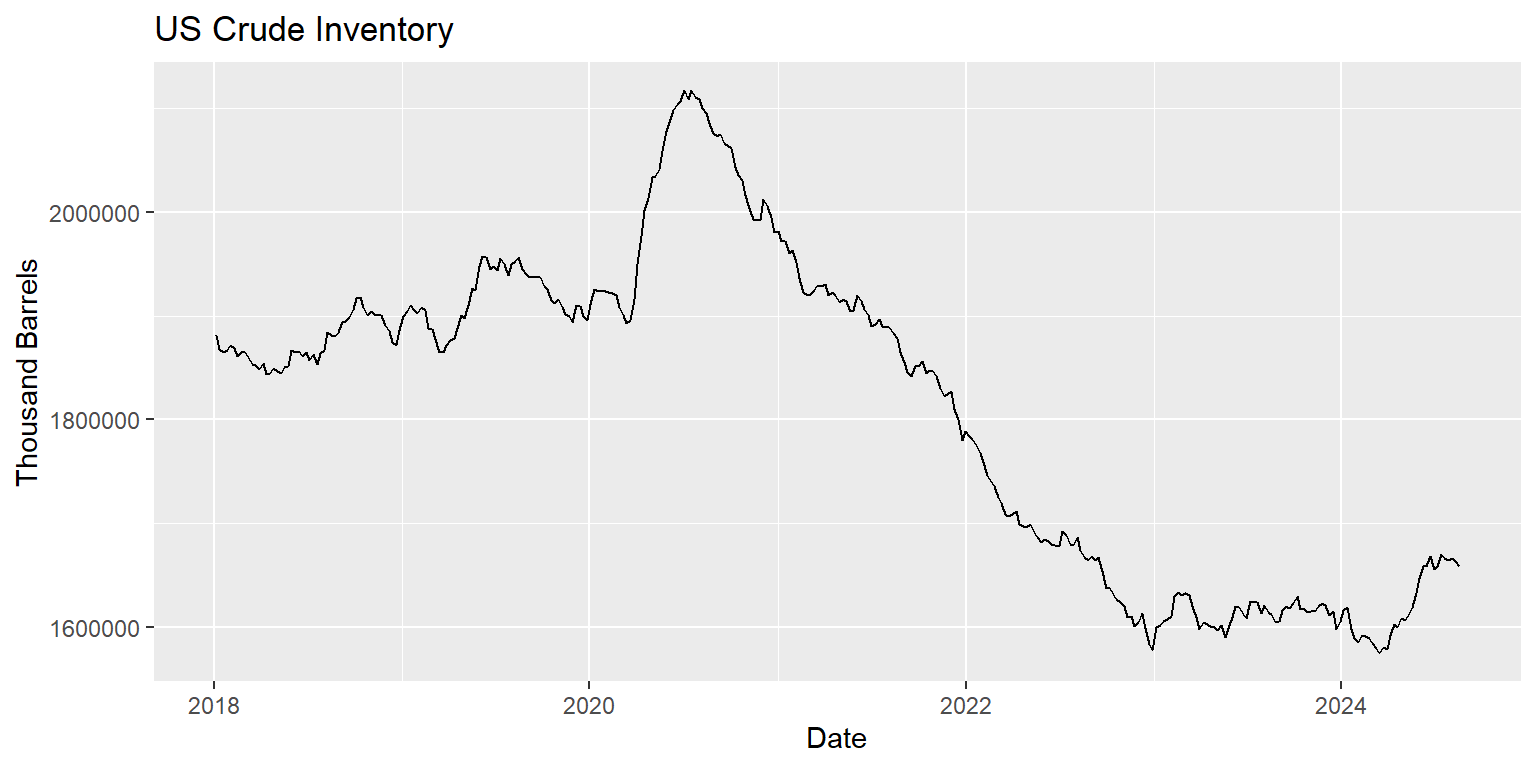 US Crude Inventory
Thousand Barrels
2000000
1800000
1600000
2018 2020 2022 2024
Date